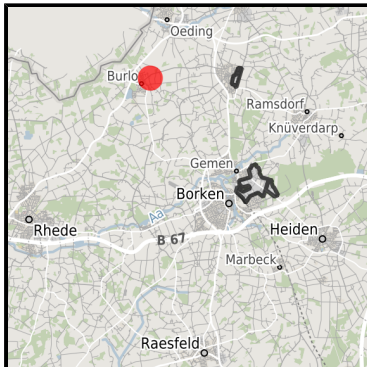 Oeding
Burlo
Ramsdorf
Knüverdarp
Gemen
Borken
Aa
Rhede
B 67
Heiden
Marbeck
Raesfeld